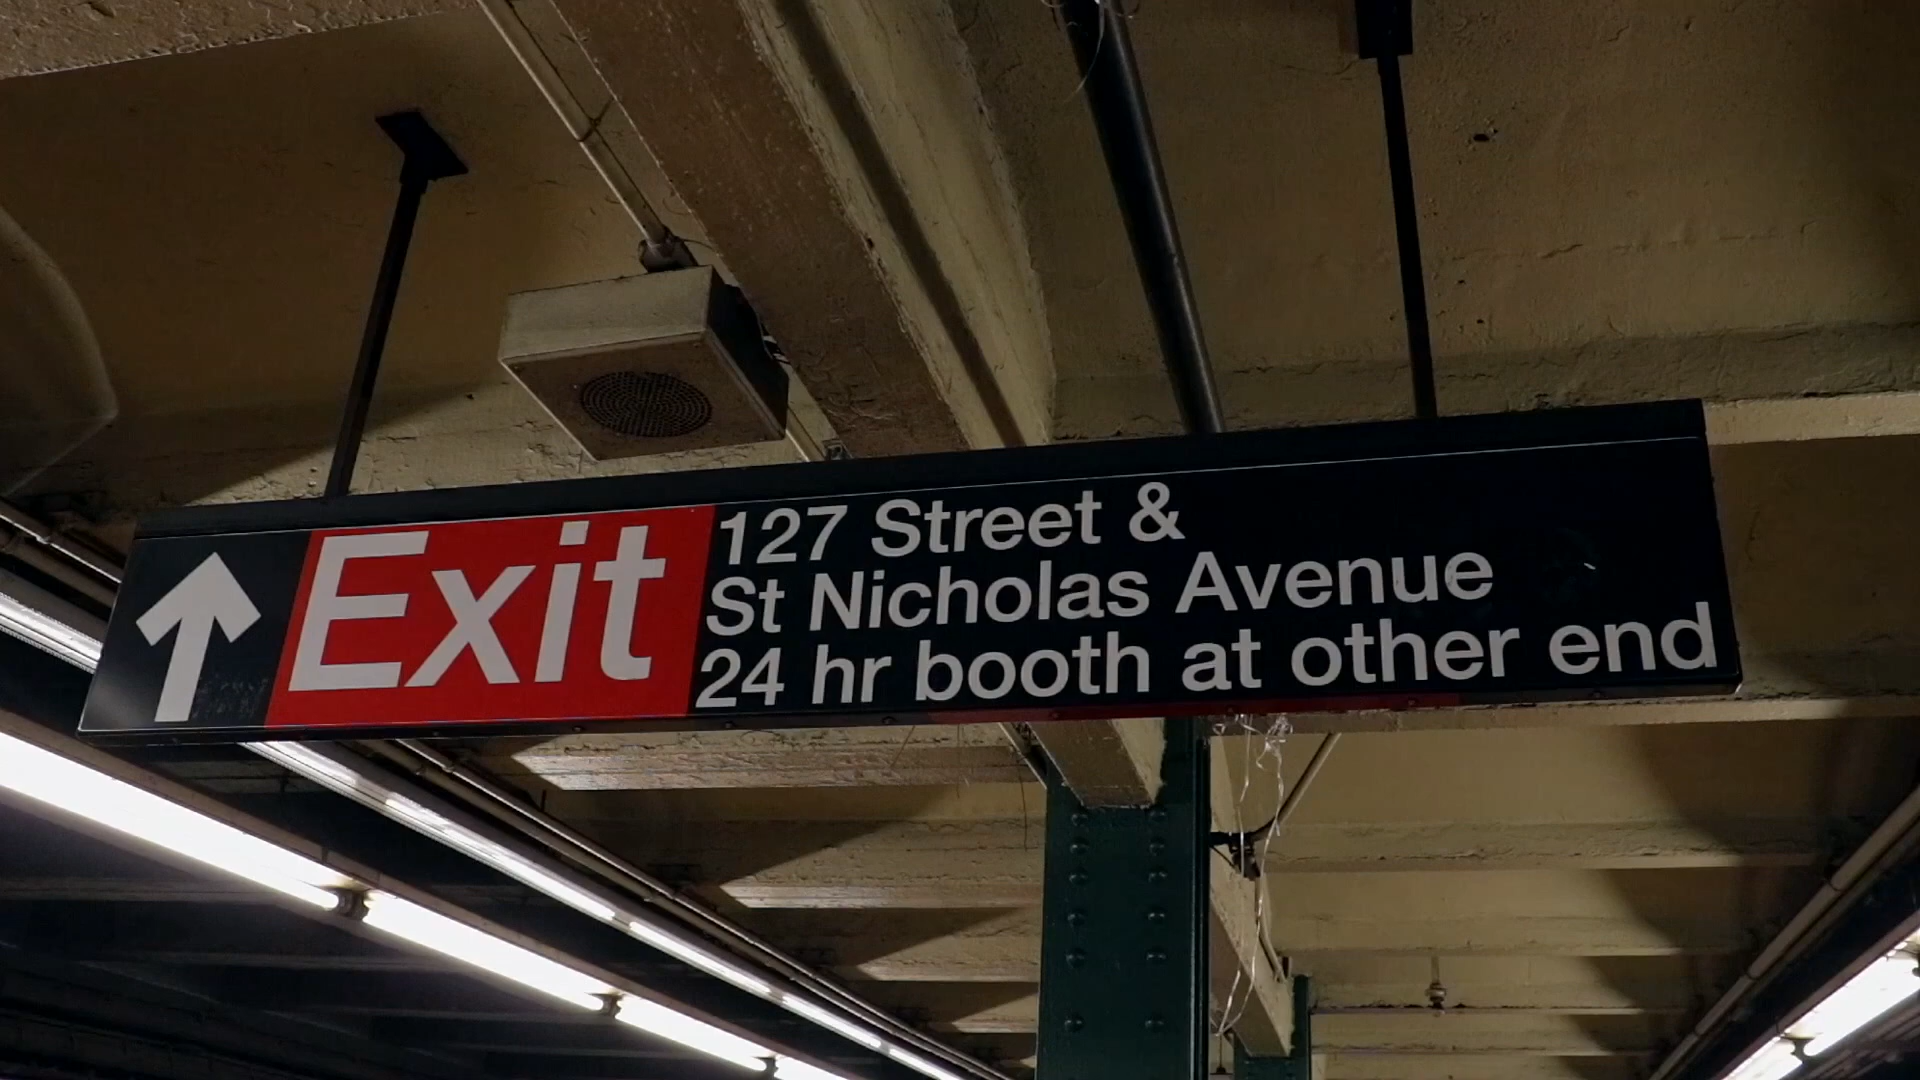 Exit
127 Street &
St Nicholas Avenue
24 hr booth at other end